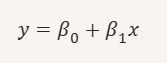 y = β₀ + β₁x